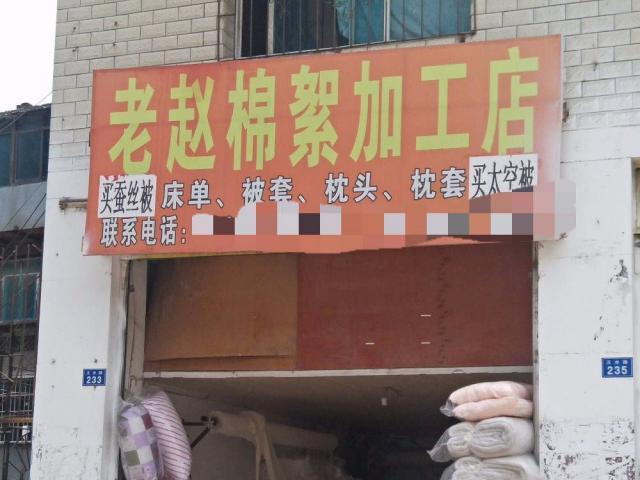 老赵棉絮加工店
买蚕丝被 床单、被套、枕头、枕套 买太空被
联系电话：
233
235